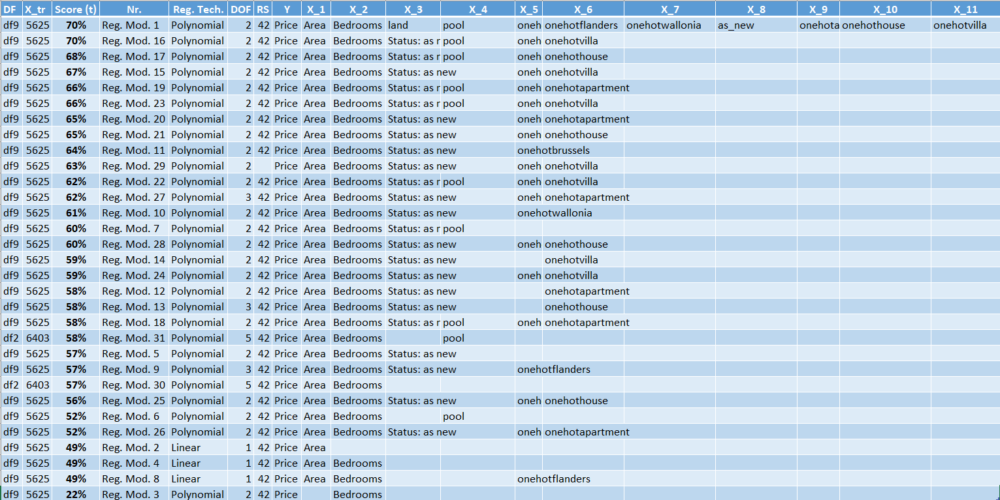 DF X_tr Score (t) Nr. Reg. Tech. DOF RS Y X_1 X_2 X_3 X_4 X_5 X_6 X_7 X_8 X_9 X_10 X_11
df9 5625 70% Reg. Mod. 1 Polynomial 2 42 Price Area Bedrooms land pool oneh onehotflanders onehotwallonia as_new onehota onehothouse onehotvilla
df9 5625 70% Reg. Mod. 16 Polynomial 2 42 Price Area Bedrooms Status: as r pool oneh onehotvilla
df9 5625 68% Reg. Mod. 17 Polynomial 2 42 Price Area Bedrooms Status: as r pool oneh onehothouse
df9 5625 67% Reg. Mod. 15 Polynomial 2 42 Price Area Bedrooms Status: as new oneh onehotvilla
df9 5625 66% Reg. Mod. 19 Polynomial 2 42 Price Area Bedrooms Status: as r pool oneh onehotapartment
df9 5625 66% Reg. Mod. 23 Polynomial 2 42 Price Area Bedrooms Status: as r pool oneh onehotvilla
df9 5625 65% Reg. Mod. 20 Polynomial 2 42 Price Area Bedrooms Status: as new oneh onehotapartment
df9 5625 65% Reg. Mod. 21 Polynomial 2 42 Price Area Bedrooms Status: as new oneh onehothouse
df9 5625 64% Reg. Mod. 11 Polynomial 2 42 Price Area Bedrooms Status: as new onehotbrussels
df9 5625 63% Reg. Mod. 29 Polynomial 2 Price Area Bedrooms Status: as new oneh onehotvilla
df9 5625 62% Reg. Mod. 22 Polynomial 2 42 Price Area Bedrooms Status: as r pool oneh onehotvilla
df9 5625 62% Reg. Mod. 27 Polynomial 3 42 Price Area Bedrooms Status: as new oneh onehotapartment
df9 5625 61% Reg. Mod. 10 Polynomial 2 42 Price Area Bedrooms Status: as new onehotwallonia
df9 5625 60% Reg. Mod. 7 Polynomial 2 42 Price Area Bedrooms Status: as r pool
df9 5625 60% Reg. Mod. 28 Polynomial 2 42 Price Area Bedrooms Status: as new oneh onehothouse
df9 5625 59% Reg. Mod. 14 Polynomial 2 42 Price Area Bedrooms Status: as new onehotvilla
df9 5625 59% Reg. Mod. 24 Polynomial 2 42 Price Area Bedrooms Status: as new oneh onehotvilla
df9 5625 58% Reg. Mod. 12 Polynomial 2 42 Price Area Bedrooms Status: as new onehotapartment
df9 5625 58% Reg. Mod. 13 Polynomial 3 42 Price Area Bedrooms Status: as new onehothouse
df9 5625 58% Reg. Mod. 18 Polynomial 2 42 Price Area Bedrooms Status: as r pool oneh onehotapartment
df2 6403 58% Reg. Mod. 31 Polynomial 5 42 Price Area Bedrooms pool
df9 5625 57% Reg. Mod. 5 Polynomial 2 42 Price Area Bedrooms Status: as new
df9 5625 57% Reg. Mod. 9 Polynomial 3 42 Price Area Bedrooms Status: as new onehotflanders
df2 6403 57% Reg. Mod. 30 Polynomial 5 42 Price Area Bedrooms
df9 5625 56% Reg. Mod. 25 Polynomial 2 42 Price Area Bedrooms Status: as new oneh onehothouse
df9 5625 52% Reg. Mod. 6 Polynomial 2 42 Price Area Bedrooms pool
df9 5625 52% Reg. Mod. 26 Polynomial 2 42 Price Area Bedrooms Status: as new oneh onehotapartment
df9 5625 49% Reg. Mod. 2 Linear 1 42 Price Area
df9 5625 49% Reg. Mod. 4 Linear 1 42 Price Area Bedrooms
df9 5625 49% Reg. Mod. 8 Linear 1 42 Price Area Bedrooms onehotflanders
df9 5625 22% Reg. Mod. 3 Polynomial 2 42 Price Bedrooms